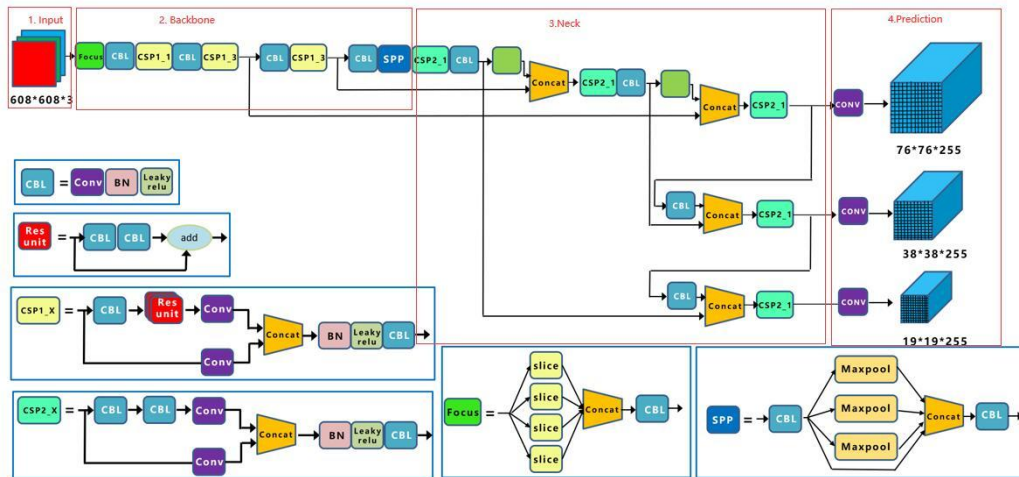 1. Input
2. Backbone
3.Neck
4.Prediction
608*608*3
Focus CBL CSP1_1 CBL CSP1_3 CBL CSP1_3 CBL SPP CSP2_1 CBL Concat CSP2_1 CBL Concat CSP2_1 CONV
76*76*255
CBL Concat CSP2_1 CONV
38*38*255
CBL Concat CSP2_1 CONV
19*19*255
CBL = Conv BN Leaky relu
Res unit = CBL CBL add
CSP1_X = CBL Res unit Conv Concat BN Leaky relu CBL
Conv
CSP2_X = CBL CBL Conv Concat BN Leaky relu CBL
Conv
Focus = slice slice slice slice Concat CBL
SPP = CBL Maxpool Maxpool Maxpool Concat CBL